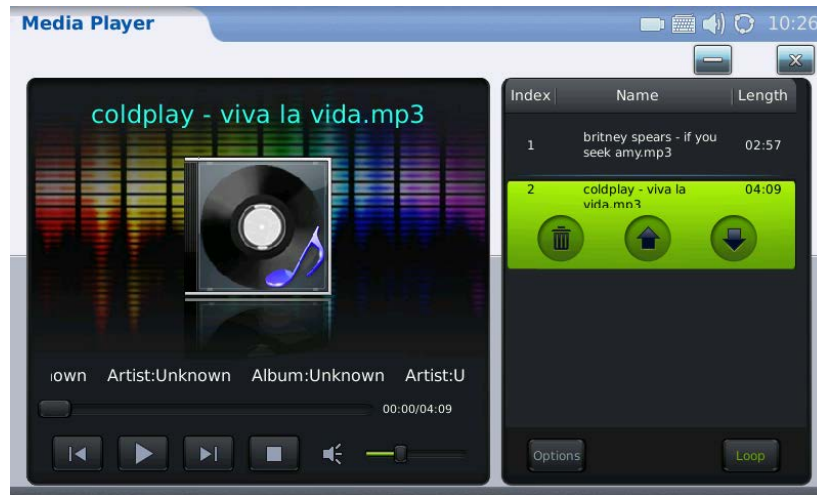 Media Player
10:26
coldplay - viva la vida.mp3
own Artist:Unknown Album:Unknown Artist:U
00:00/04:09
Index Name Length
1 britney spears - if you seek amy.mp3 02:57
2 coldplay - viva la vida.mp3 04:09
Options
Loop